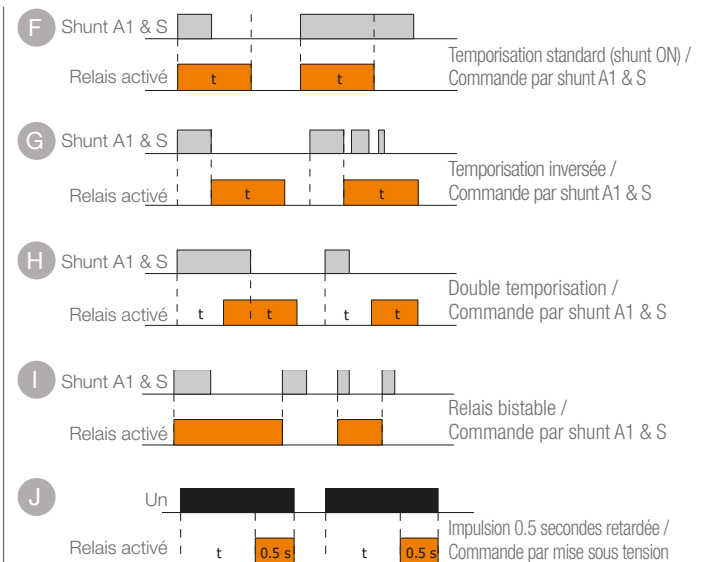 F Shunt A1 & S
Relais activé t t
Temporisation standard (shunt ON) /
Commande par shunt A1 & S
G Shunt A1 & S
Relais activé t t
Temporisation inversée /
Commande par shunt A1 & S
H Shunt A1 & S
Relais activé t t t t
Double temporisation /
Commande par shunt A1 & S
I Shunt A1 & S
Relais activé
Relais bistable /
Commande par shunt A1 & S
J Un
Relais activé t 0.5 s t 0.5 s
Impulsion 0.5 secondes retardée /
Commande par mise sous tension